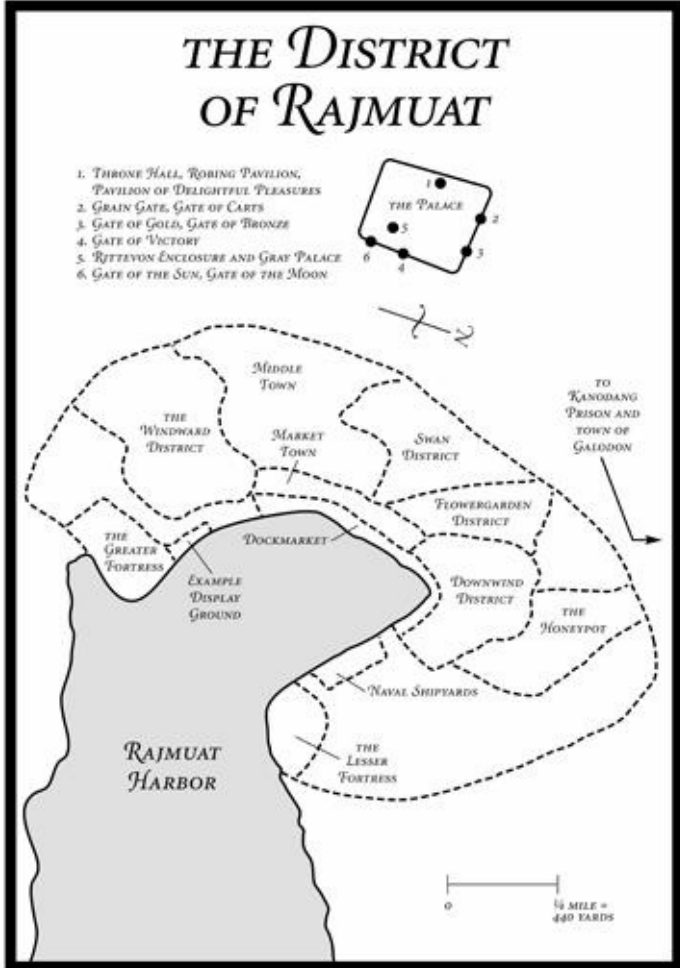 THE DISTRICT
OF RAJMUAT
1. THRONE HALL, ROBING PAVILION,
PAVILION OF DELIGHTFUL PLEASURES
2. GRAIN GATE, GATE OF CARTS
3. GATE OF GOLD, GATE OF BRONZE
4. GATE OF VICTORY
5. RITTEVON ENCLOSURE AND GRAY PALACE
6. GATE OF THE SUN, GATE OF THE MOON
1
THE PALACE
2
5
6
4
3
N
MIDDLE
TOWN
THE
WINDWARD
DISTRICT
MARKET
TOWN
SWAN
DISTRICT
TO
KANODANG
PRISON AND
TOWN OF
GALODON
FLOWERGARDEN
DISTRICT
THE
GREATER
FORTRESS
DOCKMARKET
EXAMPLE
DISPLAY
GROUND
DOWNWIND
DISTRICT
THE
HONEYPOT
NAVAL SHIPYARDS
RAJMUAT
HARBOR
THE
LESSER
FORTRESS
0
¼ MILE =
440 YARDS